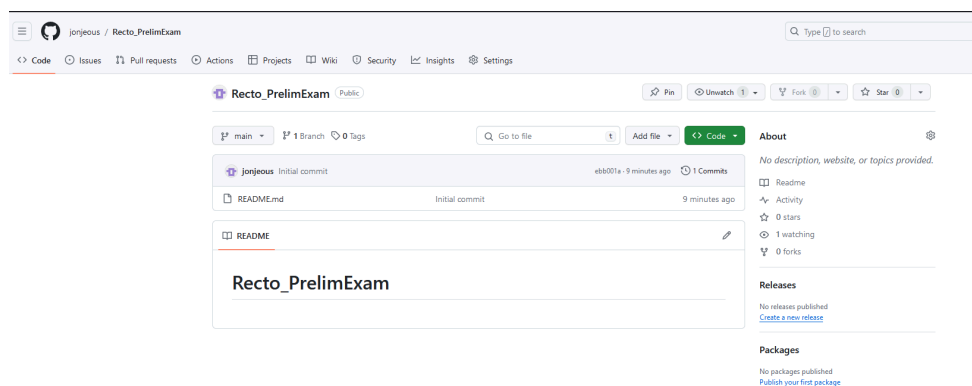 jonjeous / Recto_PrelimExam
Type / to search
Code Issues Pull requests Actions Projects Wiki Security Insights Settings
Recto_PrelimExam Public
Pin Unwatch 1 Fork 0 Star 0
main 1 Branch 0 Tags Go to file t Add file Code
jonjeous Initial commit ebb001a · 9 minutes ago 1 Commits
README.md Initial commit 9 minutes ago
README
Recto_PrelimExam
About
No description, website, or topics provided.
Readme
Activity
0 stars
1 watching
0 forks
Releases
No releases published
Create a new release
Packages
No packages published
Publish your first package